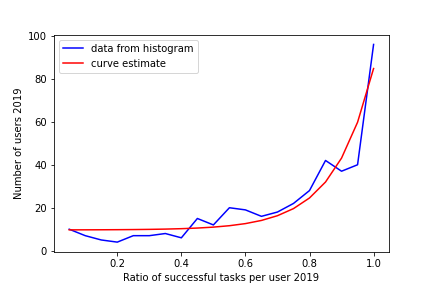 100
80
60
40
20
0
Number of users 2019
data from histogram
curve estimate
0.2 0.4 0.6 0.8 1.0
Ratio of successful tasks per user 2019